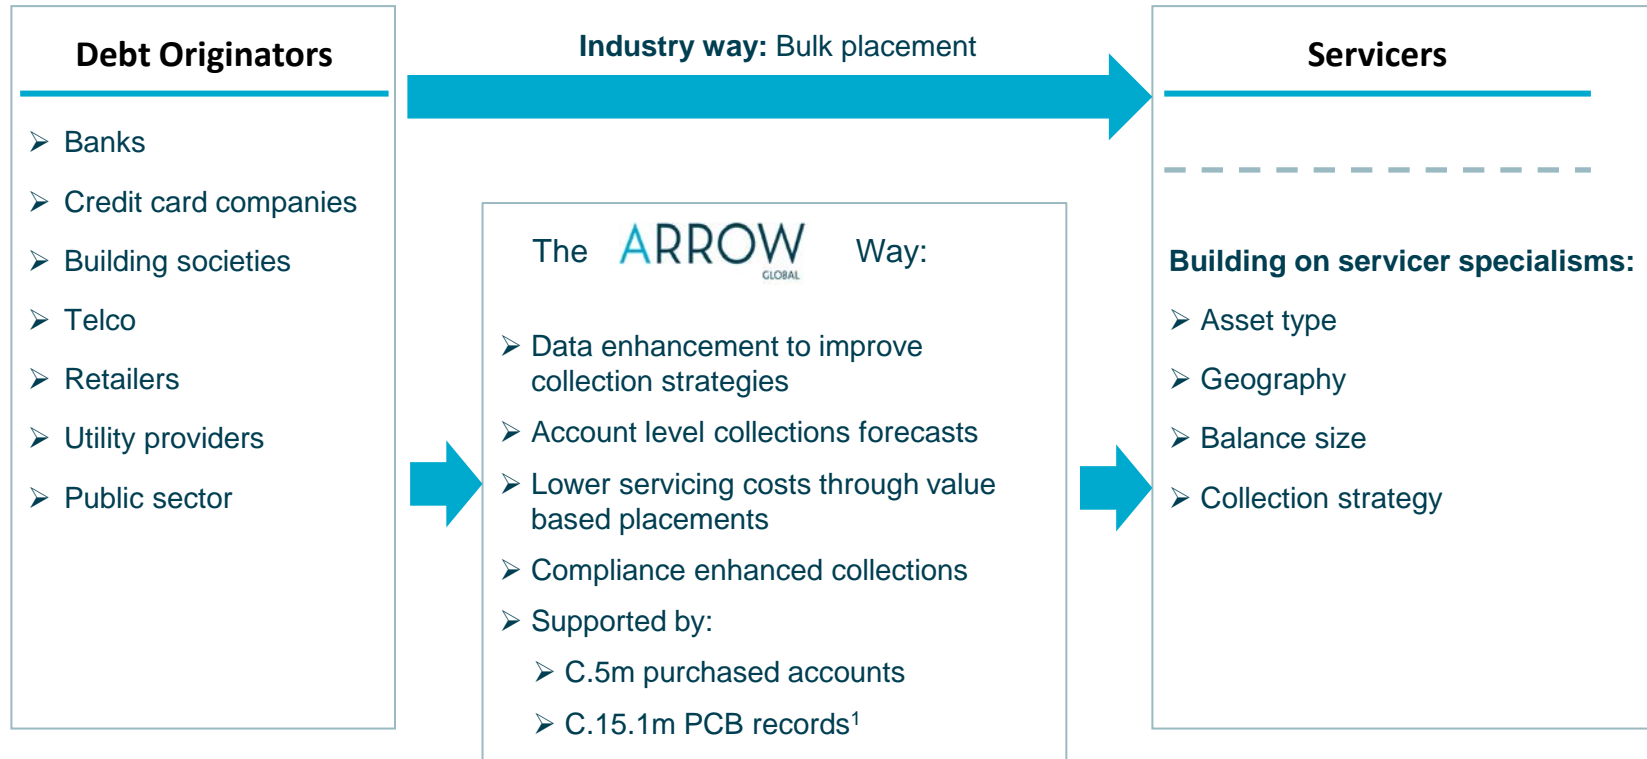 Debt Originators
➢ Banks
➢ Credit card companies
➢ Building societies
➢ Telco
➢ Retailers
➢ Utility providers
➢ Public sector
Industry way: Bulk placement
The ARROW GLOBAL Way:
➢ Data enhancement to improve
collection strategies
➢ Account level collections forecasts
➢ Lower servicing costs through value
based placements
➢ Compliance enhanced collections
➢ Supported by:
➢ C.5m purchased accounts
➢ C.15.1m PCB records¹
Servicers
Building on servicer specialisms:
➢ Asset type
➢ Geography
➢ Balance size
➢ Collection strategy